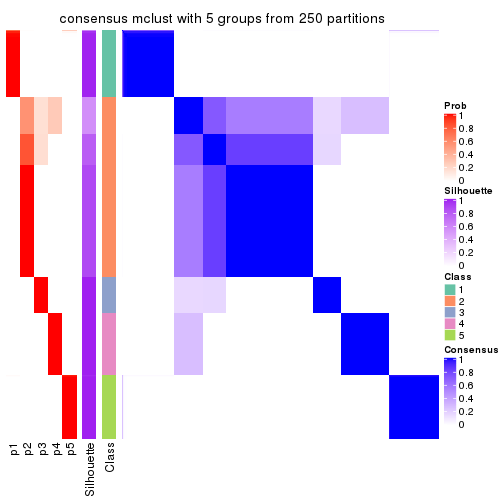 consensus mclust with 5 groups from 250 partitions
Prob
1
0.8
0.6
0.4
0.2
0
Silhouette
1
0.8
0.6
0.4
0.2
0
Class
1
2
3
4
5
Consensus
1
0.8
0.6
0.4
0.2
0
p1
p2
p3
p4
p5
Silhouette
Class